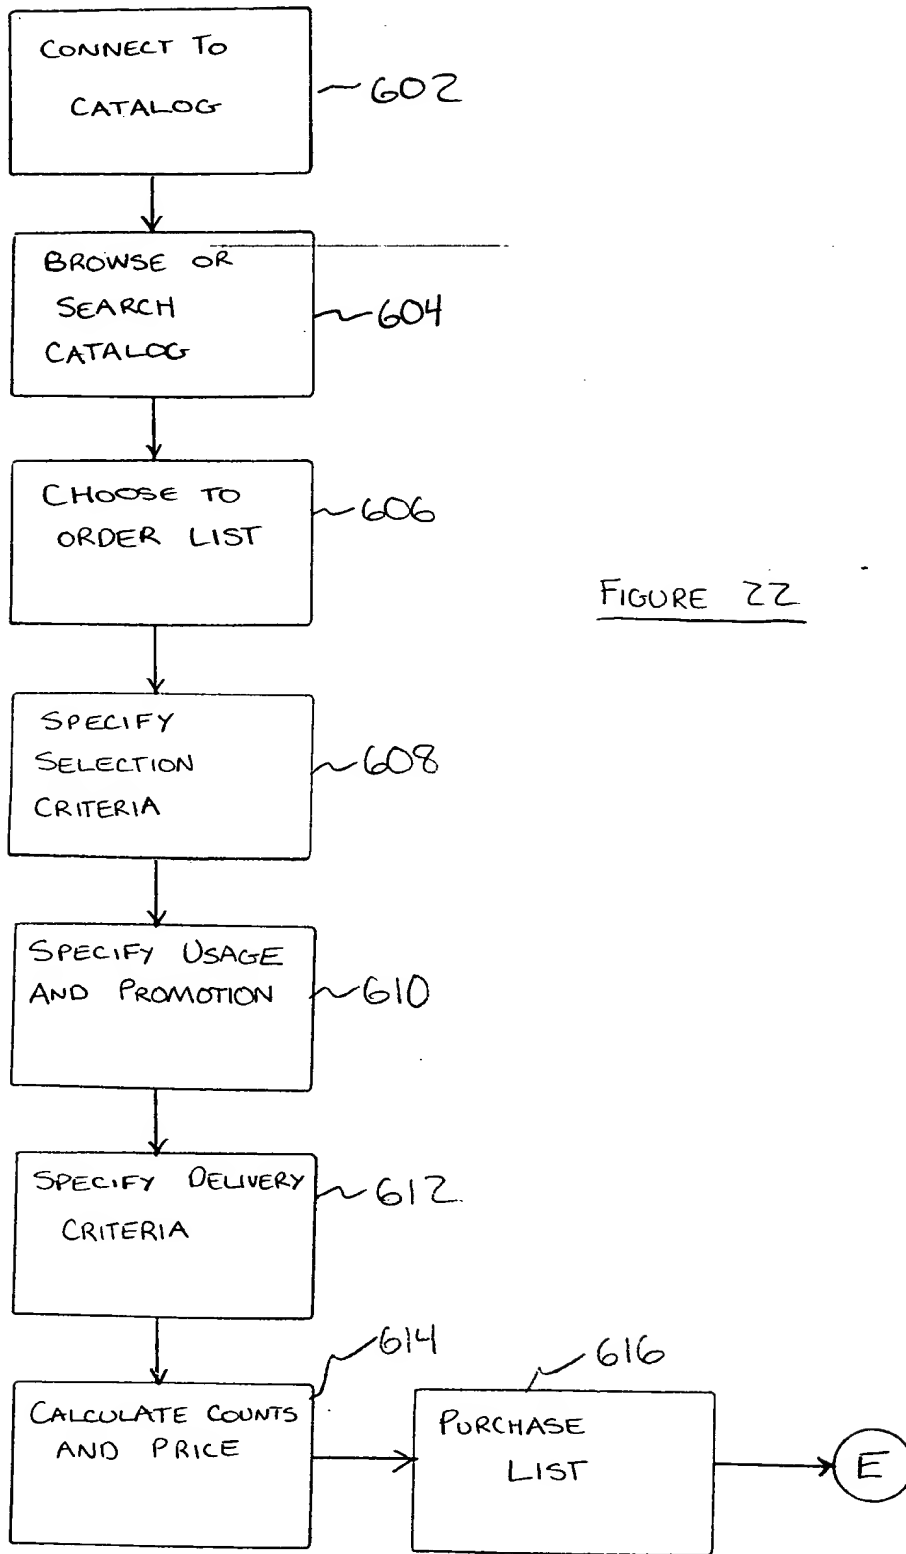 CONNECT TO
CATALOG
602
BROWSE OR
SEARCH
CATALOG
604
CHOOSE TO
ORDER LIST
606
FIGURE 22
SPECIFY
SELECTION
CRITERIA
608
SPECIFY USAGE
AND PROMOTION
610
SPECIFY DELIVERY
CRITERIA
612
614
CALCULATE COUNTS
AND PRICE
616
PURCHASE
LIST
E